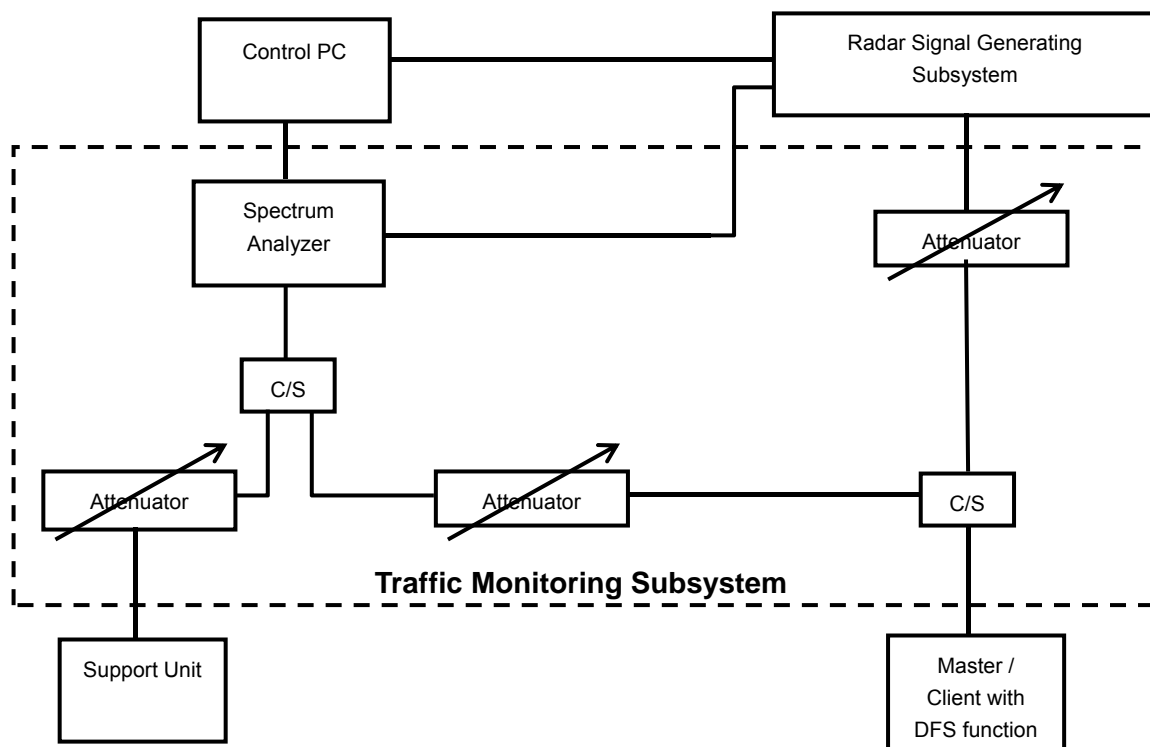 Control PC
Radar Signal Generating
Subsystem
Spectrum
Analyzer
Attenuator
C/S
Attenuator
Attenuator
C/S
Traffic Monitoring Subsystem
Support Unit
Master /
Client with
DFS function